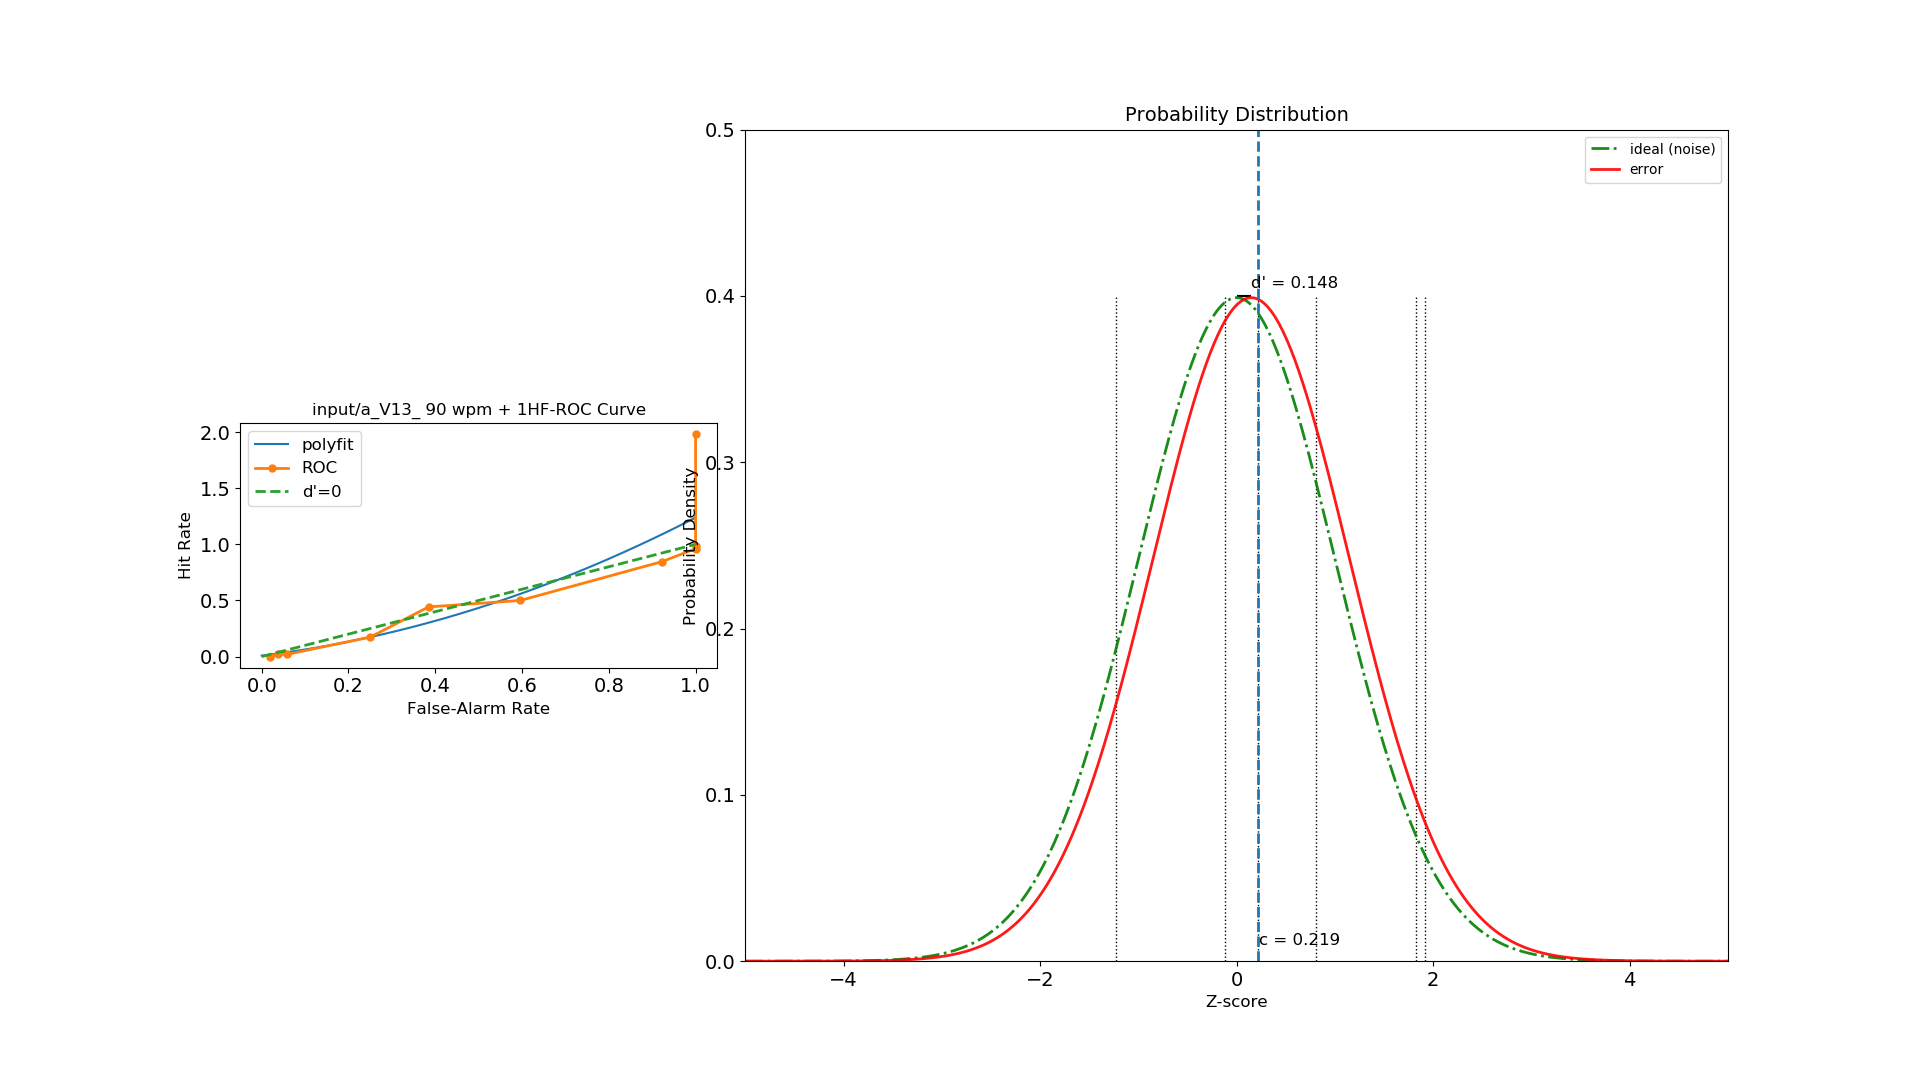 input/a_V13_ 90 wpm + 1HF-ROC Curve
polyfit
ROC
d'=0
Hit Rate
2.0
1.5
1.0
0.5
0.0
0.0 0.2 0.4 0.6 0.8 1.0
False-Alarm Rate
Probability Distribution
ideal (noise)
error
Probability Density
0.5
0.4
0.3
0.2
0.1
0.0
d' = 0.148
c = 0.219
−4 −2 0 2 4
Z-score